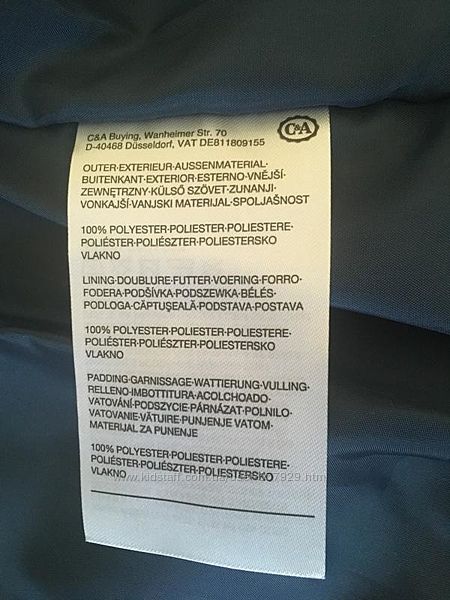 C&A Buying, Wanheimer Str. 70
D-40468 Düsseldorf, VAT DE811809155
C&A
OUTER·EXTERIEUR·AUSSENMATERIAL·
BUITENKANT·EXTERIOR·ESTERNO·VNĚJŠÍ·
ZEWNĘTRZNY·KÜLSŐ SZÖVET·ZUNANJI·
VONKAJŠÍ·VANJSKI MATERIJAL·SPOLJAŠNOST
100% POLYESTER·POLIESTER·POLIESTERE·
POLIÉSTER·POLIÉSZTER·POLIESTERSKO
VLAKNO
LINING·DOUBLURE·FUTTER·VOERING·FORRO·
FODERA·PODŠÍVKA·PODSZEWKA·BÉLÉS·
PODLOGA·CĂPTUŞEALĂ·PODSTAVA·POSTAVA
100% POLYESTER·POLIESTER·POLIESTERE·
POLIÉSTER·POLIÉSZTER·POLIESTERSKO
VLAKNO
PADDING·GARNISSAGE·WATTIERUNG·VULLING·
RELLENO·IMBOTTITURA·ACOLCHOADO·
VATOVÁNÍ·PODSZYCIE·PÁRNÁZAT·POLNILO·
VATOVANIE·VĂTUIRE·PUNJENJE VATOM·
MATERIJAL ZA PUNENJE
100% POLYESTER·POLIESTER·POLIESTERE·
POLIÉSTER·POLIÉSZTER·POLIESTERSKO
VLAKNO